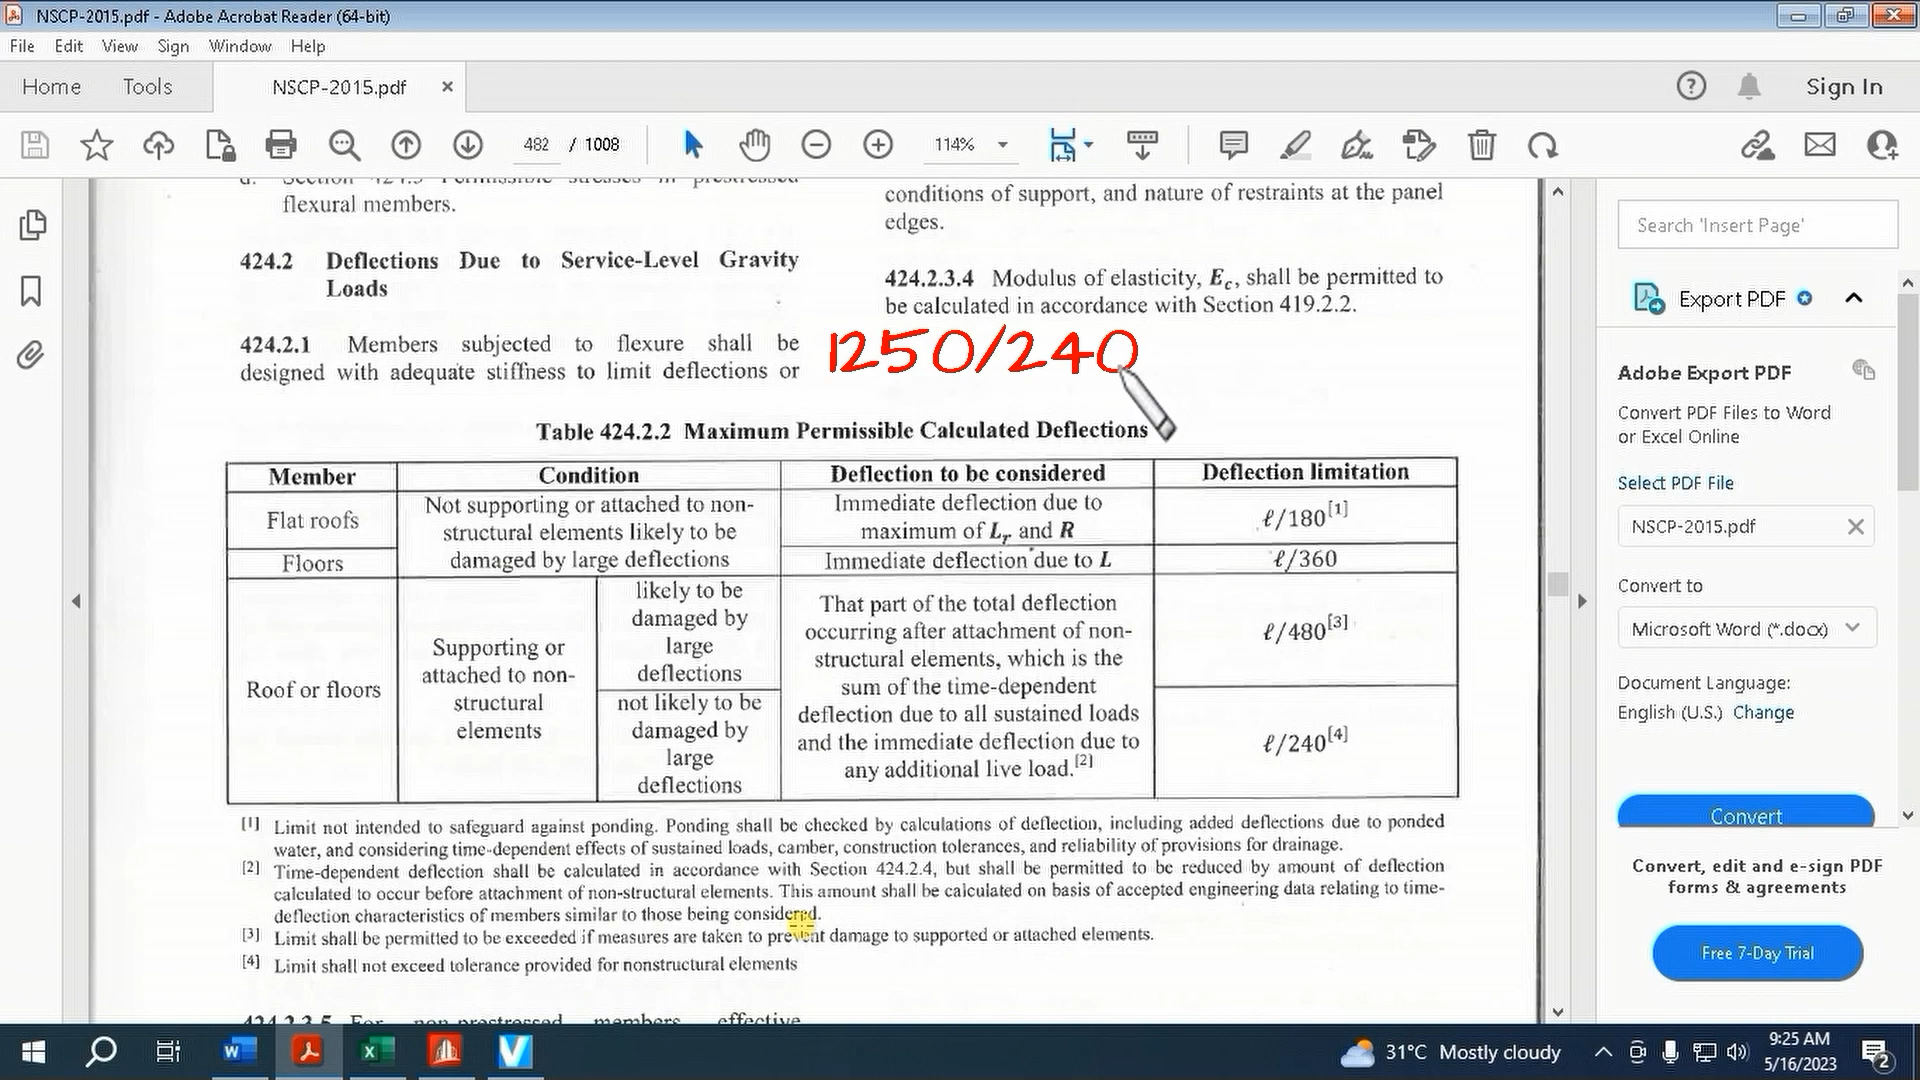 NSCP-2015.pdf - Adobe Acrobat Reader (64-bit)
File Edit View Sign Window Help
Home Tools NSCP-2015.pdf × Sign In
482 / 1008 114%
flexural members.
424.2 Deflections Due to Service-Level Gravity
Loads
424.2.1 Members subjected to flexure shall be
designed with adequate stiffness to limit deflections or
conditions of support, and nature of restraints at the panel
edges.
424.2.3.4 Modulus of elasticity, Ec, shall be permitted to
be calculated in accordance with Section 419.2.2.
1250/240
Table 424.2.2 Maximum Permissible Calculated Deflections
Member Condition Deflection to be considered Deflection limitation
Flat roofs
Floors
Not supporting or attached to non-
structural elements likely to be
damaged by large deflections
Immediate deflection due to
maximum of Lr and R
ℓ/180[1]
Immediate deflection due to L
ℓ/360
Roof or floors
Supporting or
attached to non-
structural
elements
likely to be
damaged by
large
deflections
not likely to be
damaged by
large
deflections
That part of the total deflection
occurring after attachment of non-
structural elements, which is the
sum of the time-dependent
deflection due to all sustained loads
and the immediate deflection due to
any additional live load.[2]
ℓ/480[3]
ℓ/240[4]
[1] Limit not intended to safeguard against ponding. Ponding shall be checked by calculations of deflection, including added deflections due to ponded
water, and considering time-dependent effects of sustained loads, camber, construction tolerances, and reliability of provisions for drainage.
[2] Time-dependent deflection shall be calculated in accordance with Section 424.2.4, but shall be permitted to be reduced by amount of deflection
calculated to occur before attachment of non-structural elements. This amount shall be calculated on basis of accepted engineering data relating to time-
deflection characteristics of members similar to those being considered.
[3] Limit shall be permitted to be exceeded if measures are taken to prevent damage to supported or attached elements.
[4] Limit shall not exceed tolerance provided for nonstructural elements
424.2.3.5 For non-prestressed members, effective
Search 'Insert Page'
Export PDF
Adobe Export PDF
Convert PDF Files to Word
or Excel Online
Select PDF File
NSCP-2015.pdf
Convert to
Microsoft Word (*.docx)
Document Language:
English (U.S.) Change
Convert
Convert, edit and e-sign PDF
forms & agreements
Free 7-Day Trial
31°C Mostly cloudy
9:25 AM
5/16/2023
2